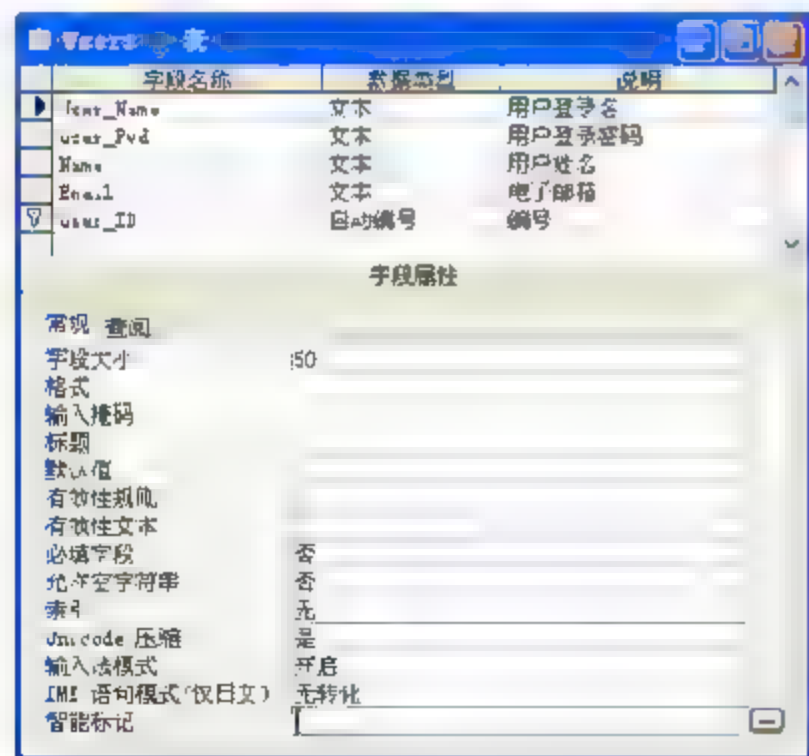 Users : 表
字段名称 数据类型 说明
User_Name 文本 用户登录名
user_Pwd 文本 用户登录密码
Name 文本 用户姓名
Email 文本 电子邮箱
user_ID 自动编号 编号
字段属性
常规 查阅
字段大小 50
格式
输入掩码
标题
默认值
有效性规则
有效性文本
必填字段 否
允许空字符串 否
索引 无
Unicode 压缩 是
输入法模式 开启
IME 语句模式(仅日文) 无转化
智能标记